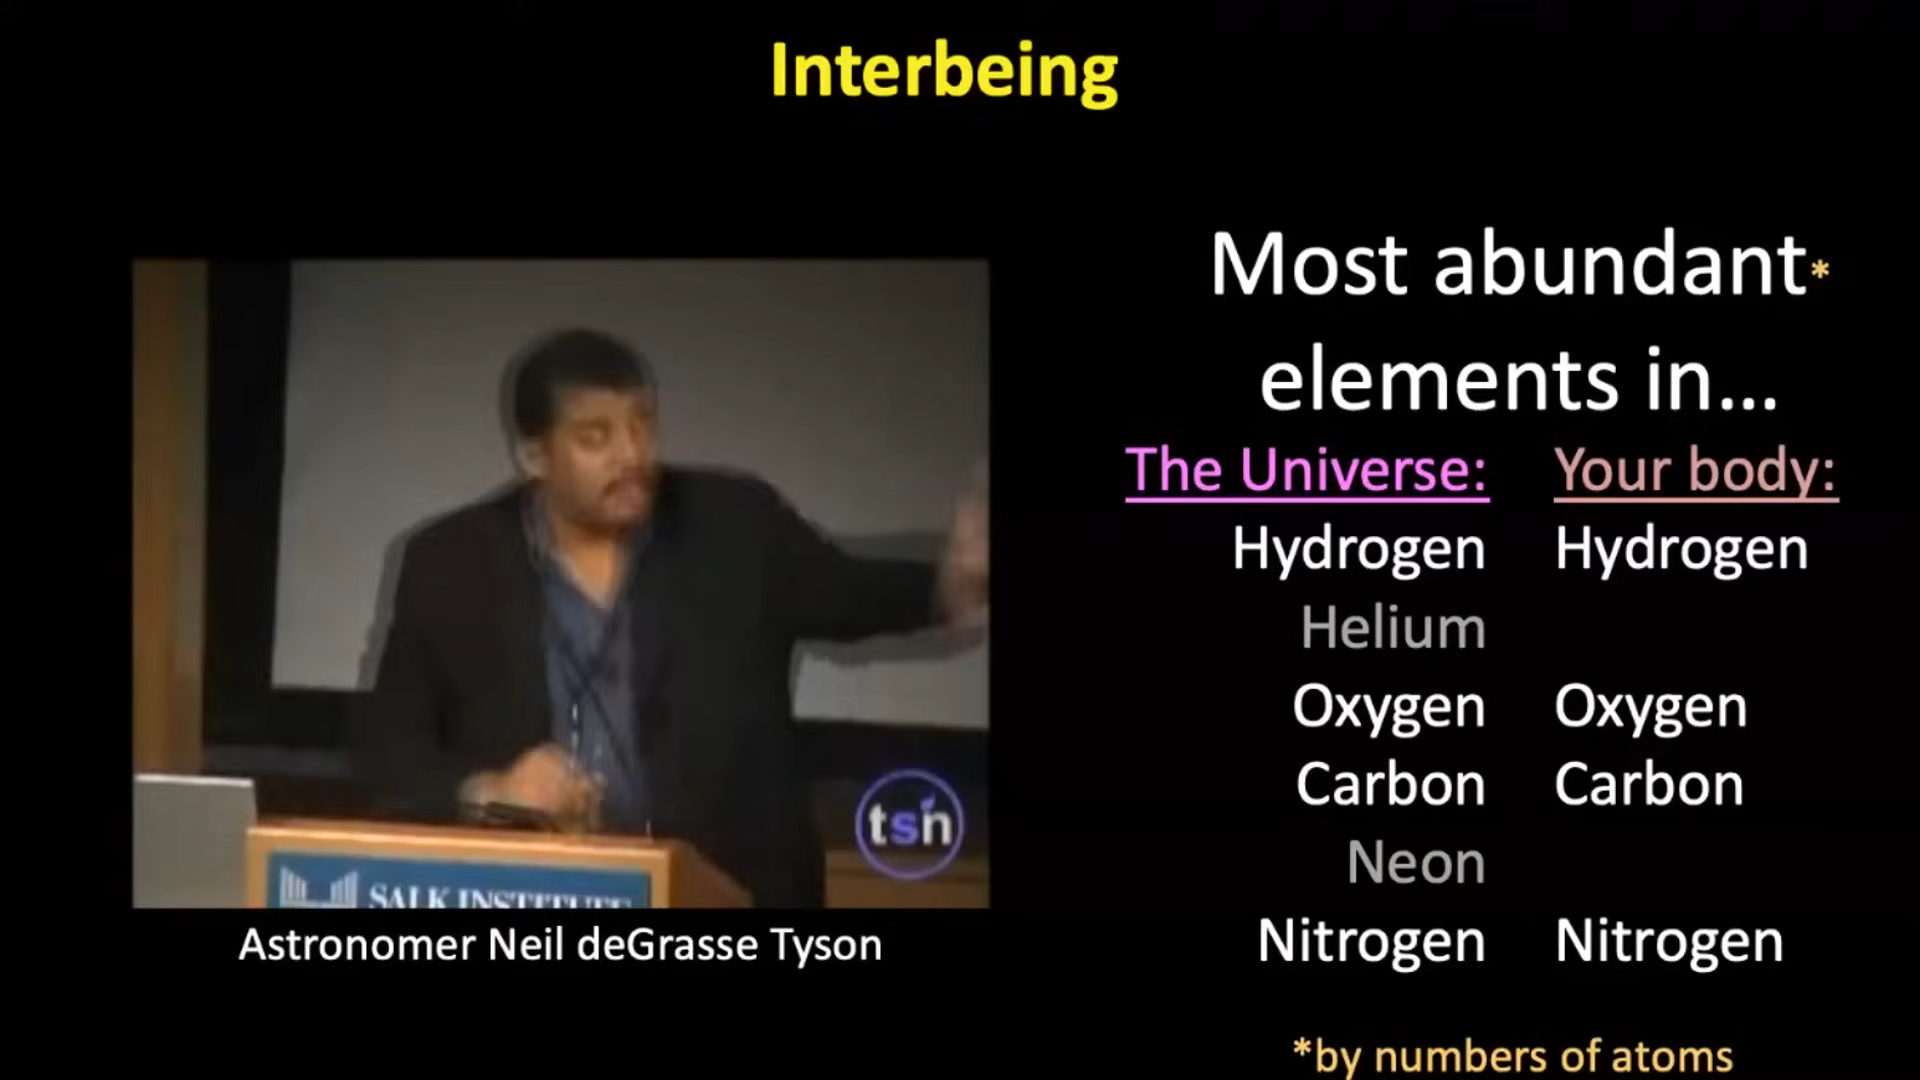 Interbeing
Most abundant*
elements in...
The Universe: Your body:
Hydrogen Hydrogen
Helium
Oxygen Oxygen
Carbon Carbon
Neon
Nitrogen Nitrogen
*by numbers of atoms
tsn
SALK INSTITUTE
Astronomer Neil deGrasse Tyson